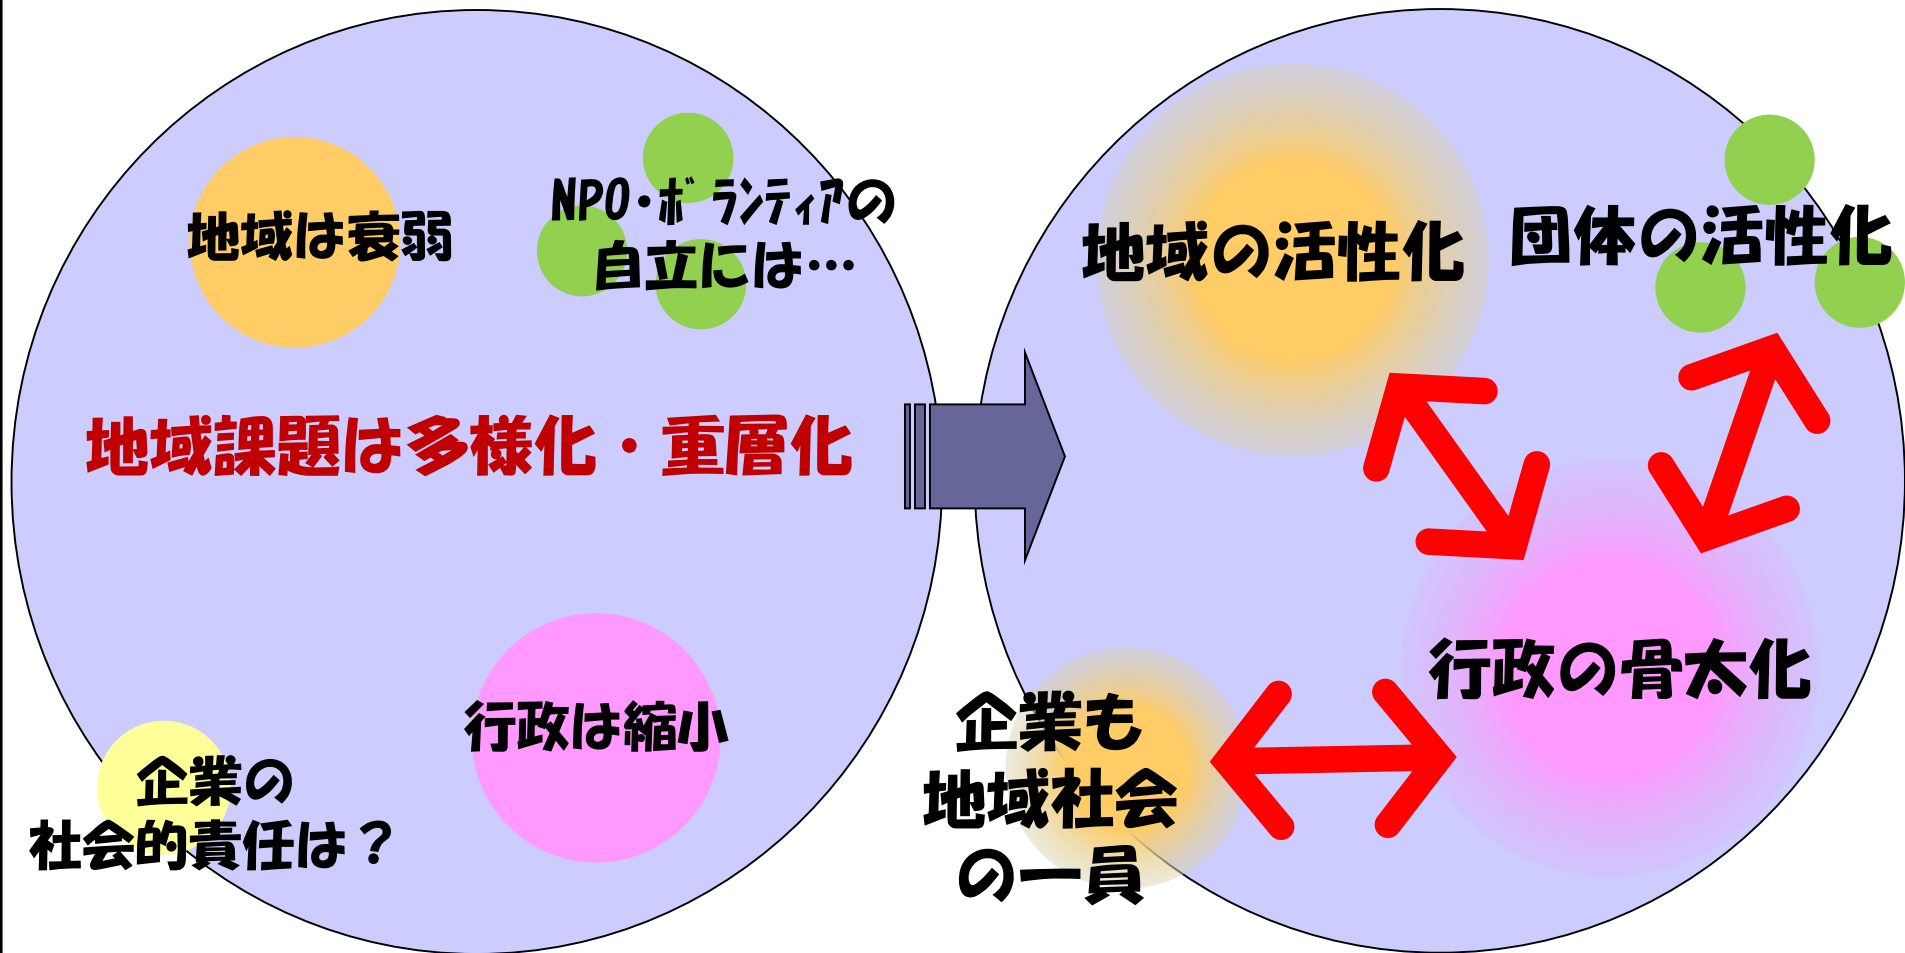 地域は衰弱
NPO・ﾎﾞﾗﾝﾃｨｱの
自立には…
地域課題は多様化・重層化
行政は縮小
企業の
社会的責任は？
地域の活性化
団体の活性化
行政の骨太化
企業も
地域社会
の一員